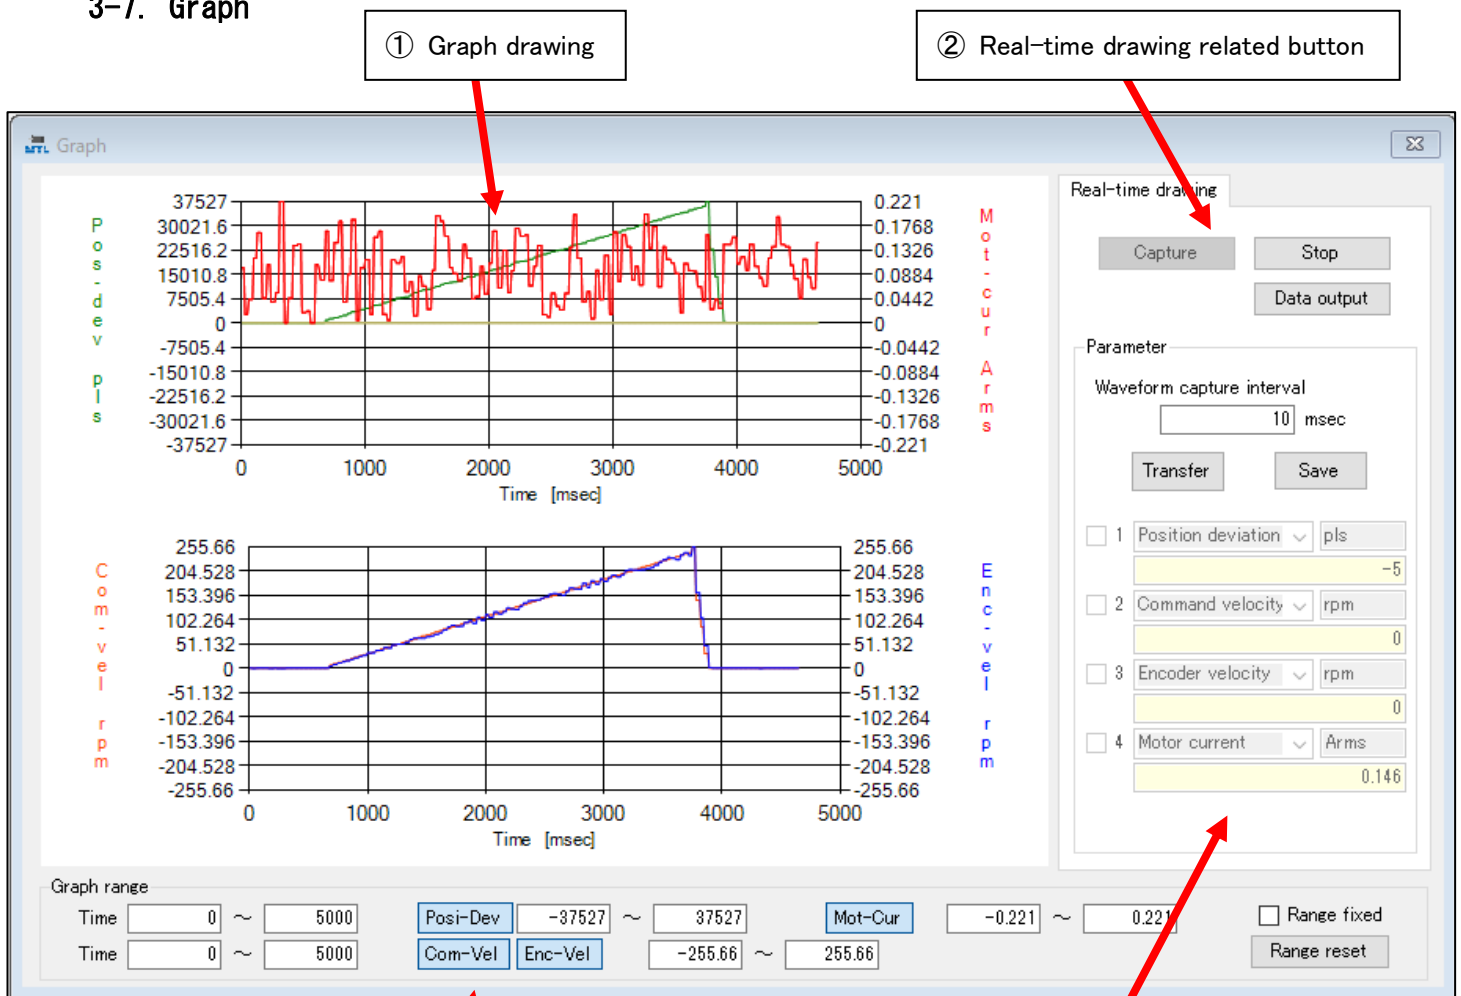 3-7. Graph
① Graph drawing
② Real-time drawing related button
MTL Graph
Real-time drawing
Capture
Stop
Data output
Parameter
Waveform capture interval
10 msec
Transfer
Save
1 Position deviation pls
-5
2 Command velocity rpm
0
3 Encoder velocity rpm
0
4 Motor current Arms
0.146
Pos-dev pls
37527
30021.6
22516.2
15010.8
7505.4
0
-7505.4
-15010.8
-22516.2
-30021.6
-37527
0.221
0.1768
0.1326
0.0884
0.0442
0
-0.0442
-0.0884
-0.1326
-0.1768
-0.221
Mot-cur Arms
0 1000 2000 3000 4000 5000
Time [msec]
Com-vel rpm
255.66
204.528
153.396
102.264
51.132
0
-51.132
-102.264
-153.396
-204.528
-255.66
255.66
204.528
153.396
102.264
51.132
0
-51.132
-102.264
-153.396
-204.528
-255.66
Enc-vel rpm
0 1000 2000 3000 4000 5000
Time [msec]
Graph range
Time 0 ～ 5000 Posi-Dev -37527 ～ 37527 Mot-Cur -0.221 ～ 0.221 Range fixed
Time 0 ～ 5000 Com-Vel Enc-Vel -255.66 ～ 255.66 Range reset